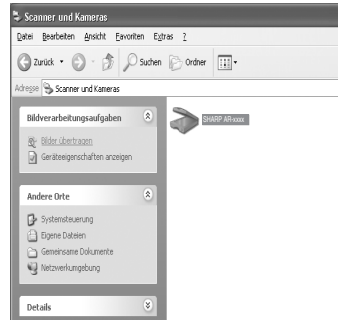 Scanner und Kameras
Datei Bearbeiten Ansicht Favoriten Extras ?
Zurück Suchen Ordner
Adresse Scanner und Kameras
Bildverarbeitungsaufgaben
Bilder übertragen
Geräteeigenschaften anzeigen
SHARP AR-xxxx
Andere Orte
Systemsteuerung
Eigene Dateien
Gemeinsame Dokumente
Netzwerkumgebung
Details